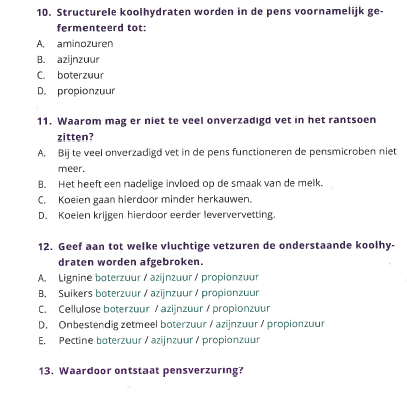 10. Structurele koolhydraten worden in de pens voornamelijk ge-
fermenteerd tot:
A. aminozuren
B. azijnzuur
C. boterzuur
D. propionzuur
11. Waarom mag er niet te veel onverzadigd vet in het rantsoen
zitten?
A. Bij te veel onverzadigd vet in de pens functioneren de pensmicroben niet
meer.
B. Het heeft een nadelige invloed op de smaak van de melk.
C. Koeien gaan hierdoor minder herkauwen.
D. Koeien krijgen hierdoor eerder leververvetting.
12. Geef aan tot welke vluchtige vetzuren de onderstaande koolhy-
draten worden afgebroken.
A. Lignine boterzuur / azijnzuur / propionzuur
B. Suikers boterzuur / azijnzuur / propionzuur
C. Cellulose boterzuur / azijnzuur / propionzuur
D. Onbestendig zetmeel boterzuur / azijnzuur / propionzuur
E. Pectine boterzuur / azijnzuur / propionzuur
13. Waardoor ontstaat pensverzuring?